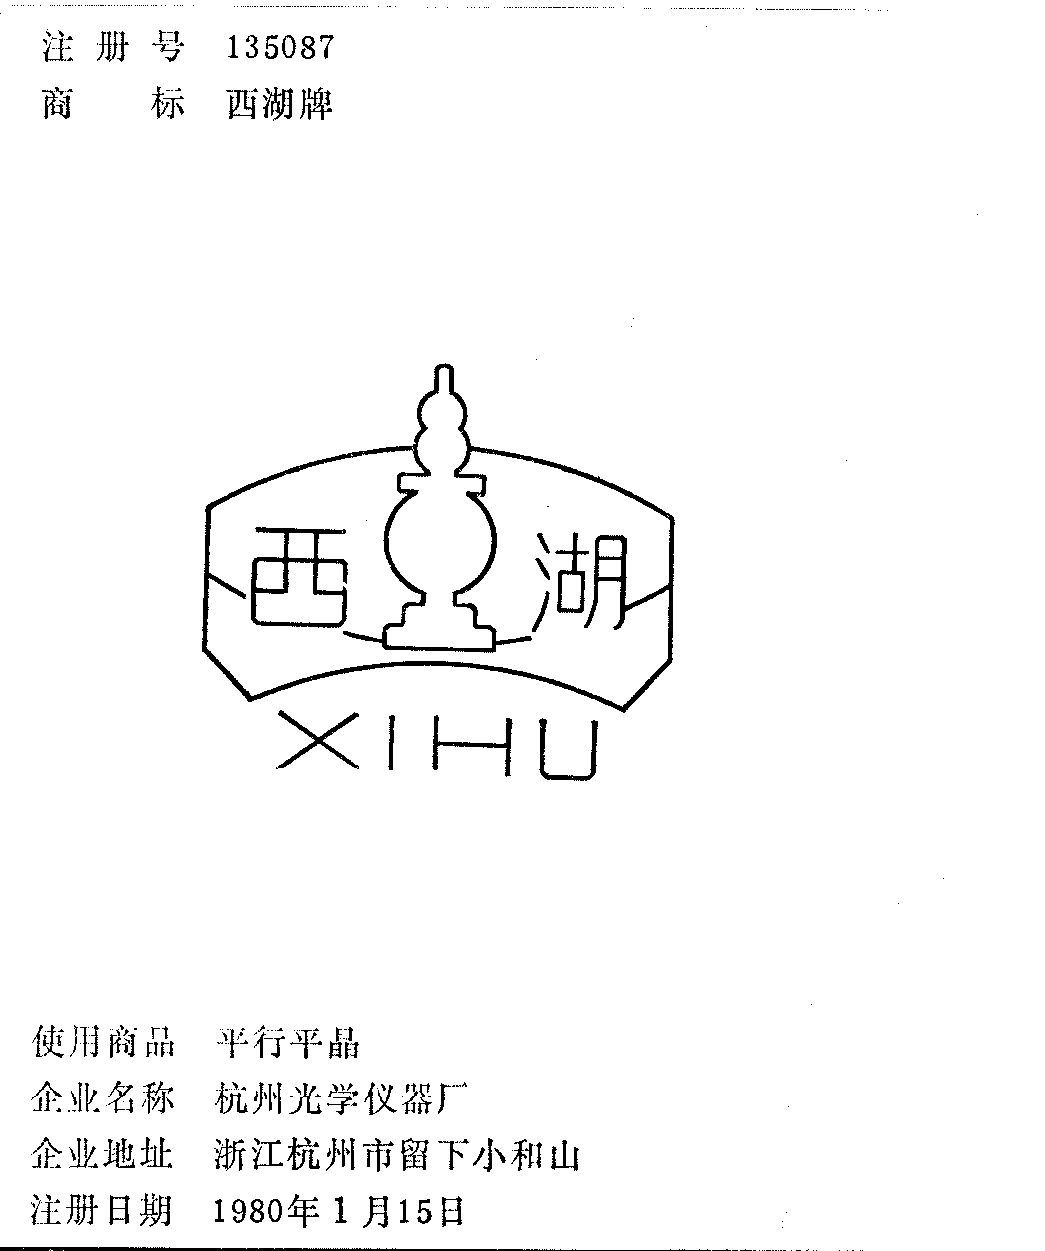 注册号 135087
商标 西湖牌
西湖
XIHU
使用商品 平行平晶
企业名称 杭州光学仪器厂
企业地址 浙江杭州市留下小和山
注册日期 1980年1月15日